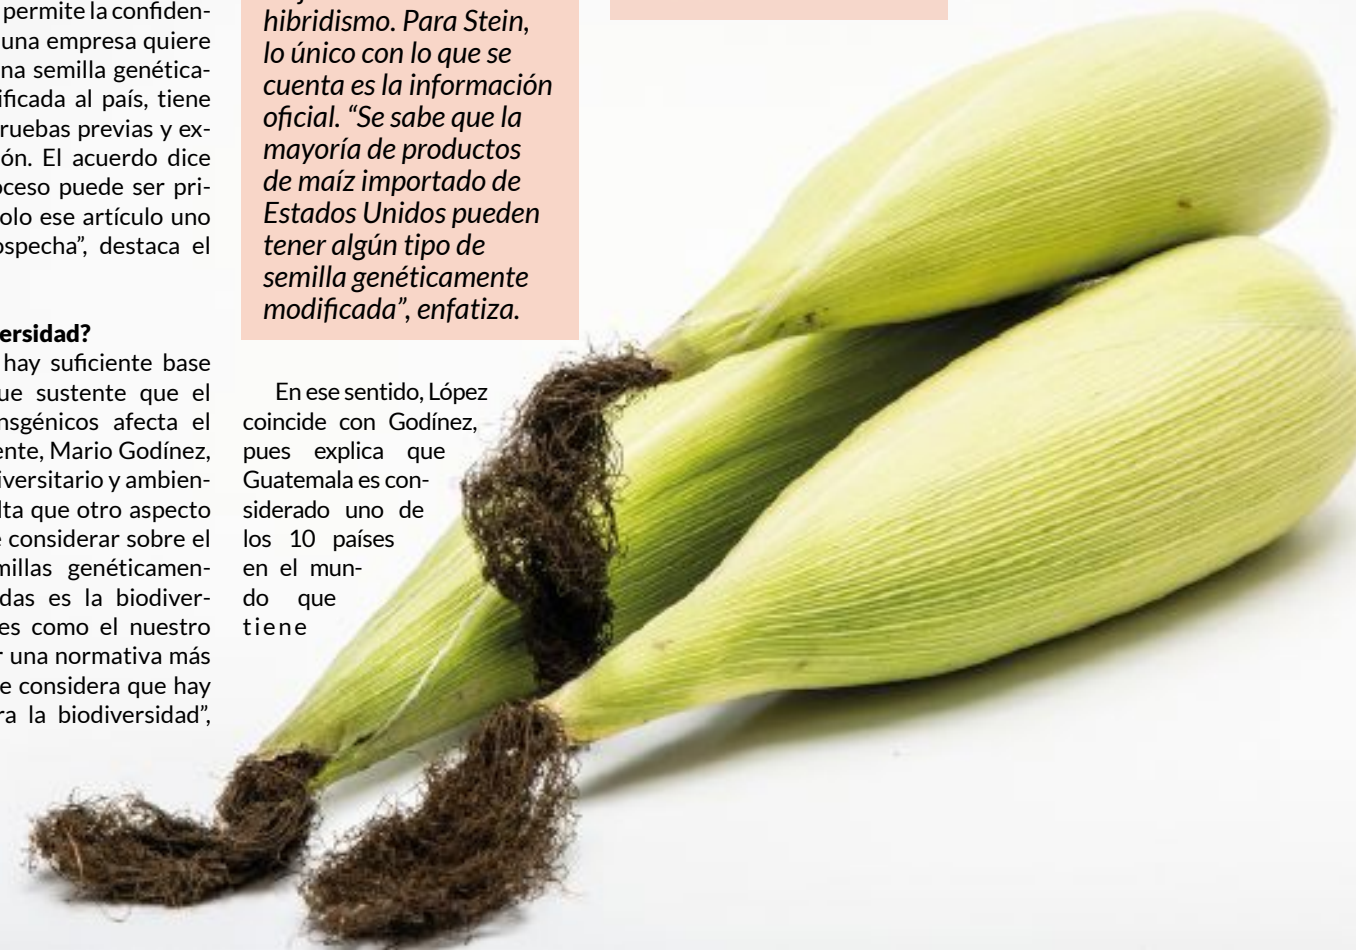 permite la confiden-
una empresa quiere
na semilla genética-
ificada al país, tiene
ruebas previas y ex-
ón. El acuerdo dice
oceso puede ser pri-
olo ese artículo uno
ospecha”, destaca el
ersidad?
hay suficiente base
ue sustente que el
nsgénicos afecta el
ente, Mario Godínez,
iversitario y ambien-
lta que otro aspecto
e considerar sobre el
millas genéticamen-
das es la biodiver-
es como el nuestro
r una normativa más
e considera que hay
ra la biodiversidad”,
hibridismo. Para Stein,
lo único con lo que se
cuenta es la información
oficial. “Se sabe que la
mayoría de productos
de maíz importado de
Estados Unidos pueden
tener algún tipo de
semilla genéticamente
modificada”, enfatiza.
En ese sentido, López
coincide con Godínez,
pues explica que
Guatemala es con-
siderado uno de
los 10 países
en el mun-
do que
tiene